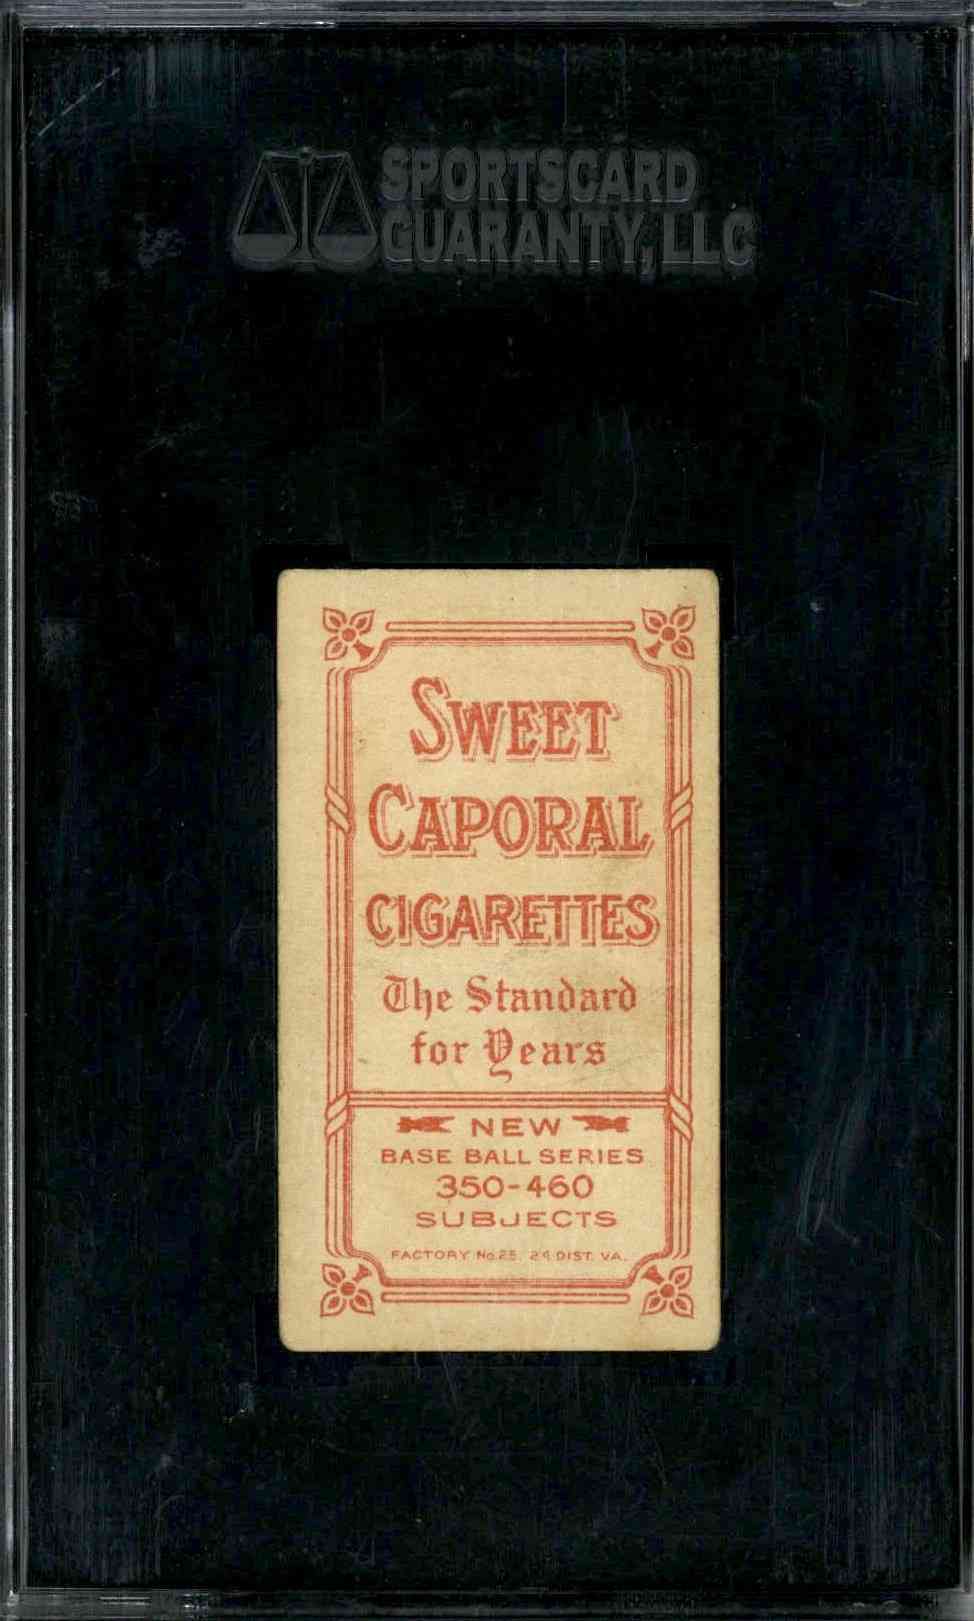 SPORTSCARD
GUARANTY, LLC
SWEET
CAPORAL
CIGARETTES
The Standard
for Years
NEW
BASE BALL SERIES
350-460
SUBJECTS
FACTORY No. 25. 2d DIST. VA.